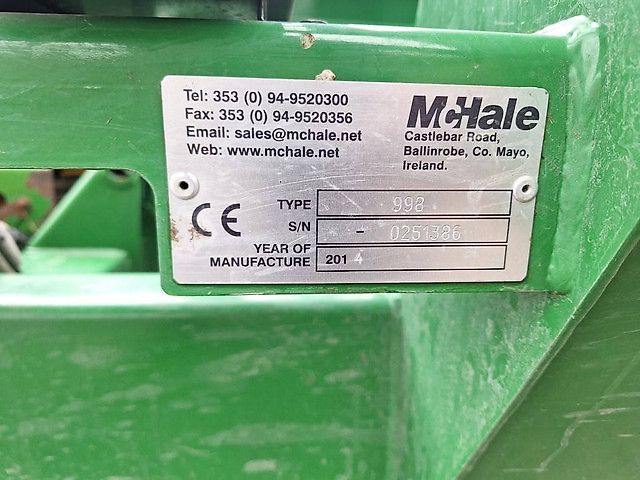 Tel: 353 (0) 94-9520300
Fax: 353 (0) 94-9520356
Email: sales@mchale.net
Web: www.mchale.net
McHale
Castlebar Road,
Ballinrobe, Co. Mayo,
Ireland.
CE
TYPE 998
S/N - 0251386
YEAR OF
MANUFACTURE 2014